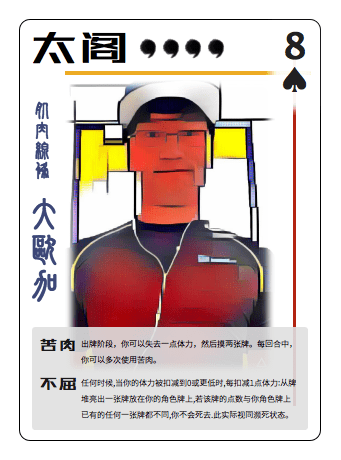 太阁
8
肌肉線條
大歐加
苦肉 出牌阶段，你可以失去一点体力，然后摸两张牌。每回合中，
你可以多次使用苦肉。
不屈 任何时候,当你的体力被扣减到0或更低时,每扣减1点体力:从牌
堆亮出一张牌放在你的角色牌上,若该牌的点数与你角色牌上
已有的任何一张牌都不同,你不会死去.此实际视同濒死状态。